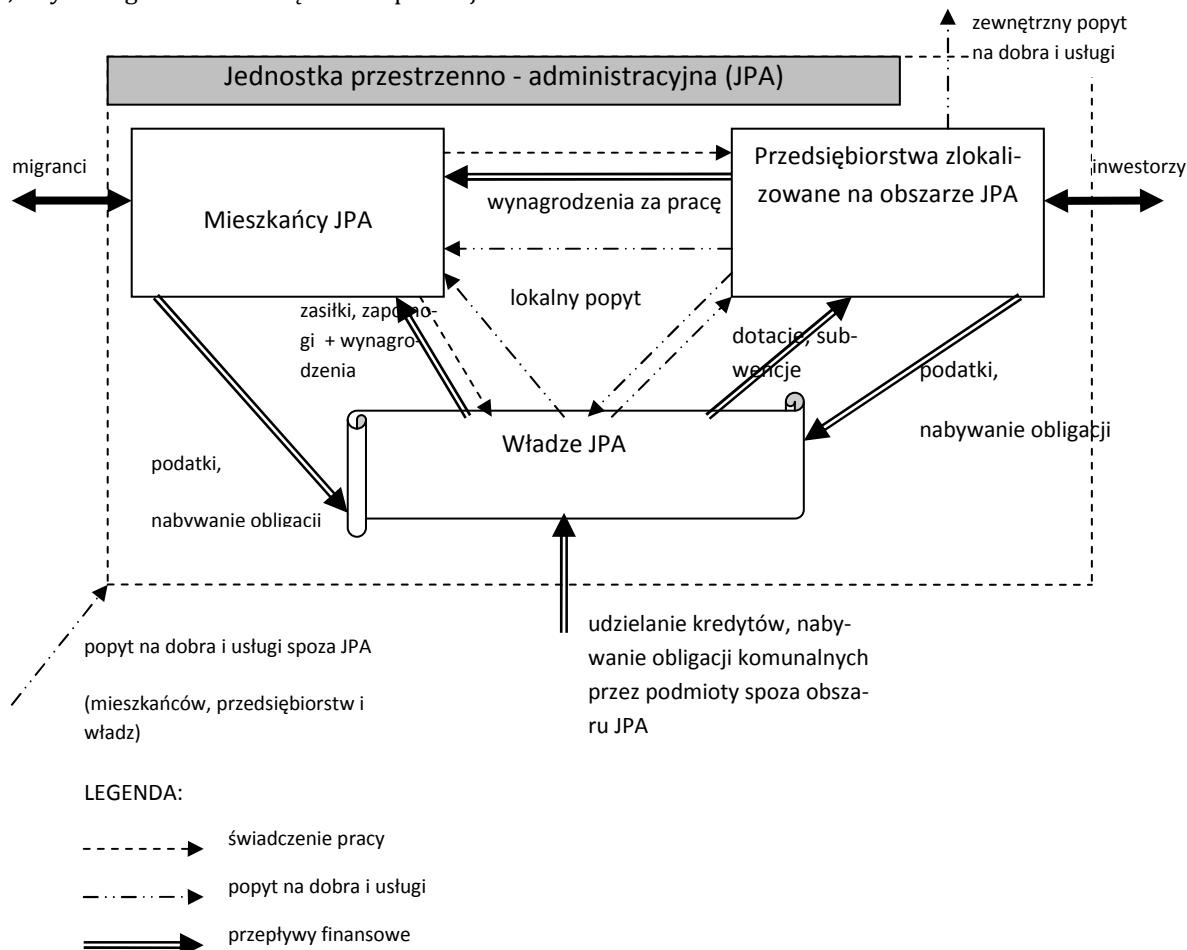 zewnętrzny popyt
na dobra i usługi
Jednostka przestrzenno - administracyjna (JPA)
migranci
Mieszkańcy JPA
Przedsiębiorstwa zlokali-
zowane na obszarze JPA
inwestorzy
wynagrodzenia za pracę
lokalny popyt
zasiłki, zapomo-
gi + wynagro-
dzenia
dotacje, sub-
wencje
podatki,
nabywanie obligacji
Władze JPA
podatki,
nabywanie obligacji
popyt na dobra i usługi spoza JPA
(mieszkańców, przedsiębiorstw i
władz)
udzielanie kredytów, naby-
wanie obligacji komunalnych
przez podmioty spoza obsza-
ru JPA
LEGENDA:
świadczenie pracy
popyt na dobra i usługi
przepływy finansowe